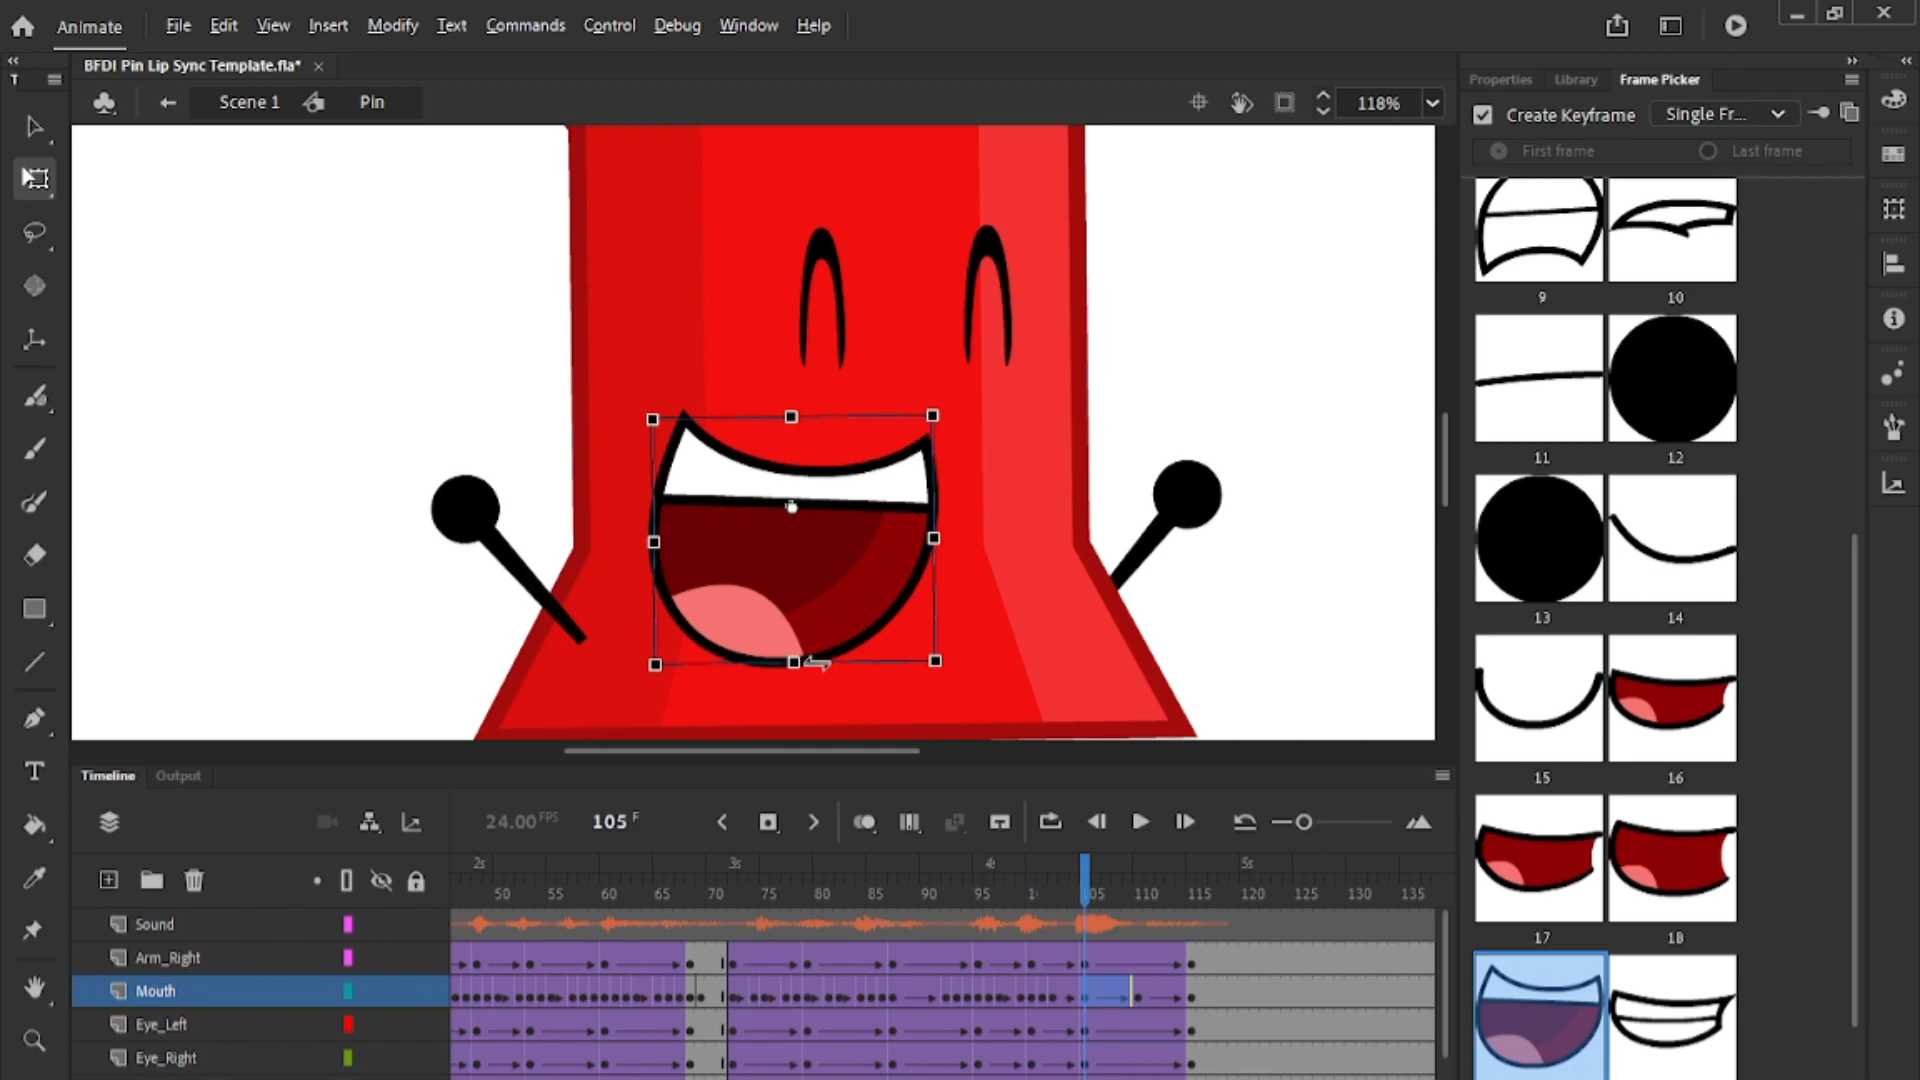 Animate File Edit View Insert Modify Text Commands Control Debug Window Help
BFDI Pin Lip Sync Template.fla*
Scene 1 Pin 118%
Properties Library Frame Picker
Create Keyframe Single Fr...
First frame Last frame
9 10
11 12
13 14
15 16
17 18
Timeline Output
24.00 FPS 105 F
2s 3s 4s 5s
50 55 60 65 70 75 80 85 90 95 105 110 115 120 125 130 135
Sound
Arm_Right
Mouth
Eye_Left
Eye_Right